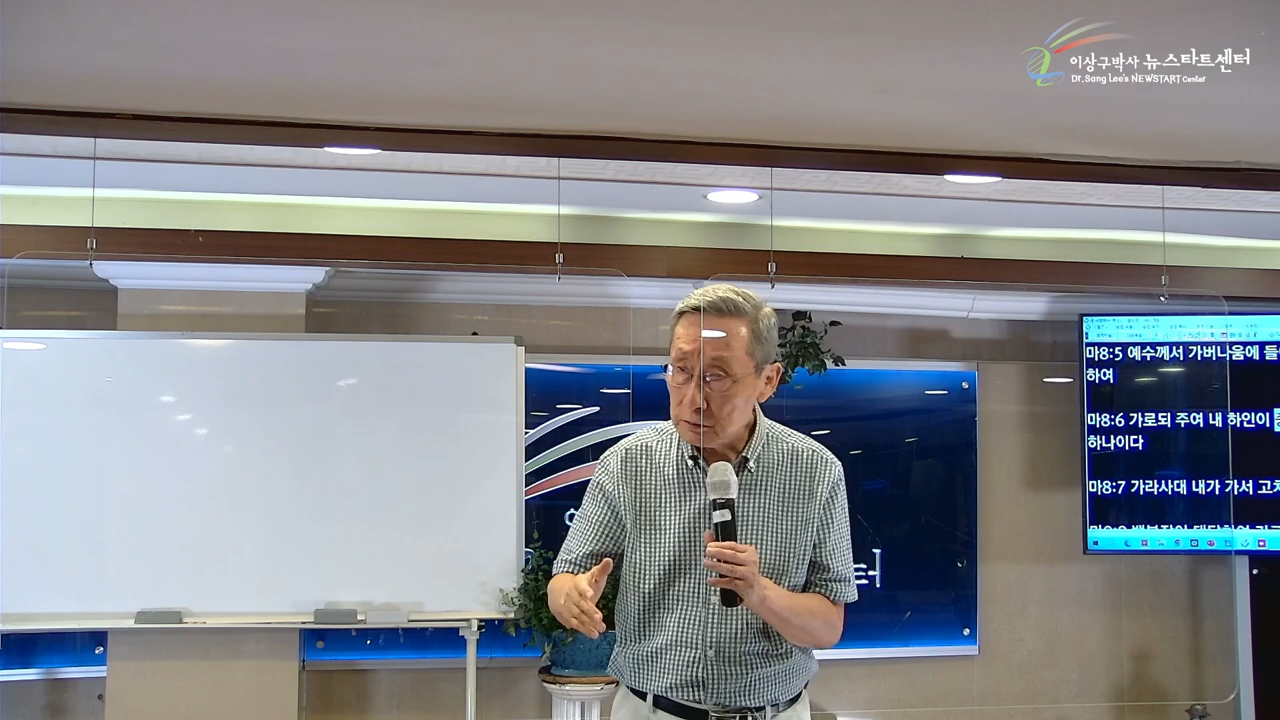 이상구박사 뉴스타트센터
Dr. Sang Lee's NEWSTART Center
마8:5 예수께서 가버나움에 들
하여
마8:6 가로되 주여 내 하인이
하나이다
마8:7 가라사대 내가 가서 고치
터